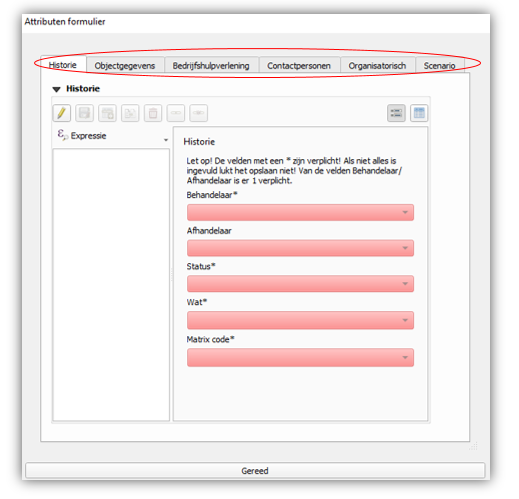 Attributen formulier
Historie Objectgegevens Bedrijfshulpverlening Contactpersonen Organisatorisch Scenario
Historie
Expressie
Historie
Let op! De velden met een * zijn verplicht! Als niet alles is
ingevuld lukt het opslaan niet! Van de velden Behandelaar/
Afhandelaar is er 1 verplicht.
Behandelaar*
Afhandelaar
Status*
Wat*
Matrix code*
Gereed